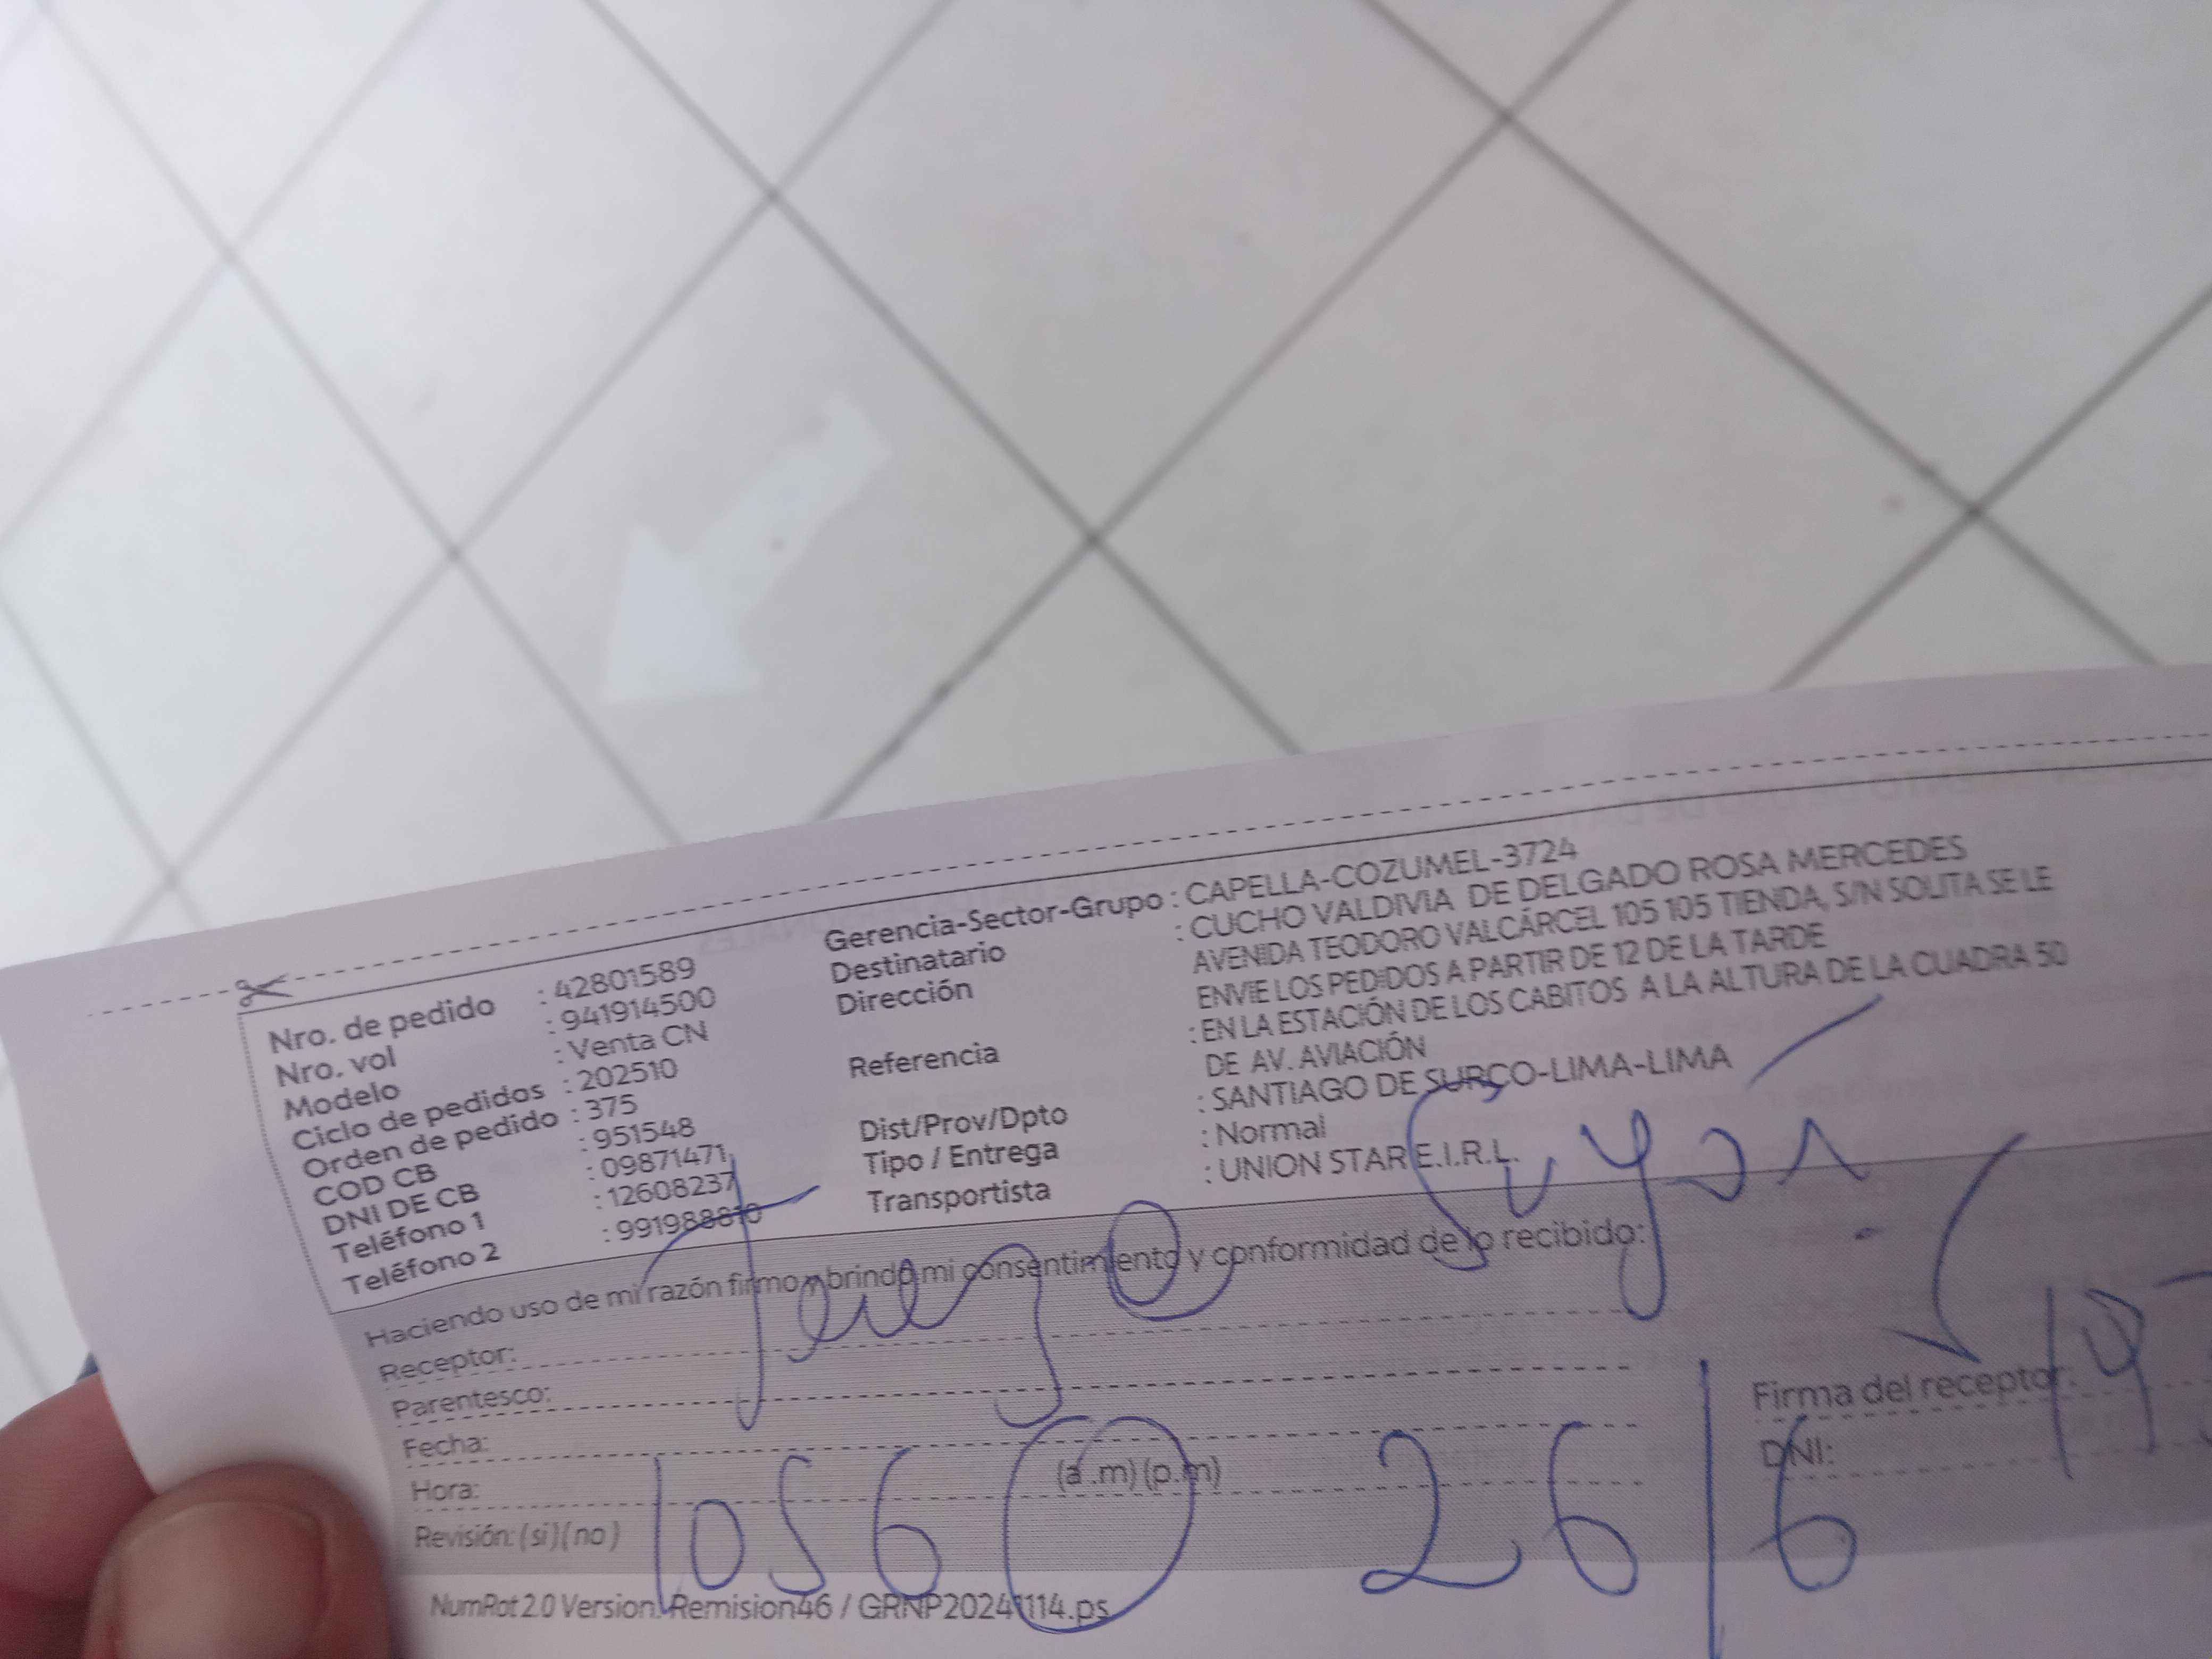 Nro. de pedido : 42801589
Nro. vol : 941914500
Modelo : Venta CN
Ciclo de pedidos : 202510
Orden de pedido : 375
COD CB : 951548
DNI DE CB : 09871471
Teléfono 1 : 12608237
Teléfono 2 : 991988810
Gerencia-Sector-Grupo : CAPELLA-COZUMEL-3724
Destinatario : CUCHO VALDIVIA DE DELGADO ROSA MERCEDES
Dirección AVENIDA TEODORO VALCÁRCEL 105 105 TIENDA, S/N SOLITA SE LE
ENVIE LOS PEDIDOS A PARTIR DE 12 DE LA TARDE
Referencia : EN LA ESTACIÓN DE LOS CABITOS A LA ALTURA DE LA CUADRA 50
DE AV. AVIACIÓN
Dist/Prov/Dpto : SANTIAGO DE SURCO-LIMA-LIMA
Tipo / Entrega : Normal
Transportista : UNION STAR E.I.R.L.
Haciendo uso de mi razón firmo y brindo mi consentimiento y conformidad de lo recibido:
Receptor:
Parentesco:
Fecha:
Hora: (a.m) (p.m)
Revisión: (si) (no)
Firma del receptor:
DNI:
1056 26/6
NumRot 2.0 Version. Remision46 / GRNP20241114.ps